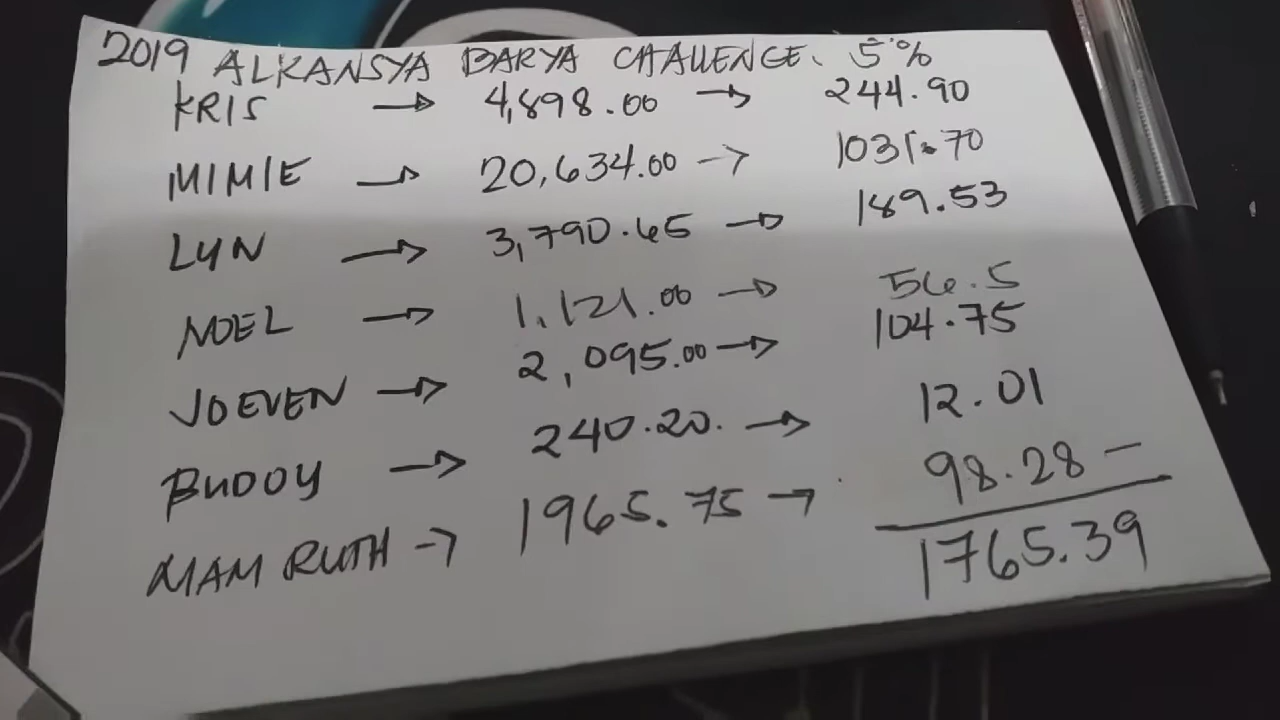 2019 ALKANSYA BARYA CHALLENGE. 5%
KRIS → 4,898.00 → 244.90
MIMIE → 20,634.00 → 1031.70
LYN → 3,790.65 → 189.53
NOEL → 1,121.00 → 56.5
JOEVEN → 2,095.00 → 104.75
BUDDY → 240.20. → 12.01
MAM RUTH → 1965.75 → 98.28 –
1765.39